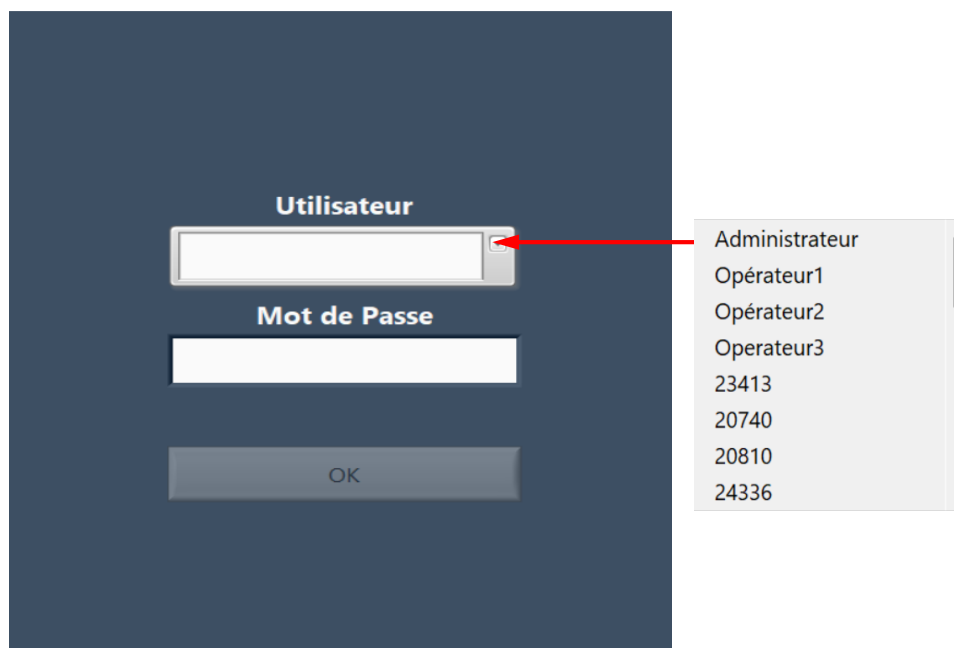 Utilisateur
Mot de Passe
OK
Administrateur
Opérateur1
Opérateur2
Operateur3
23413
20740
20810
24336